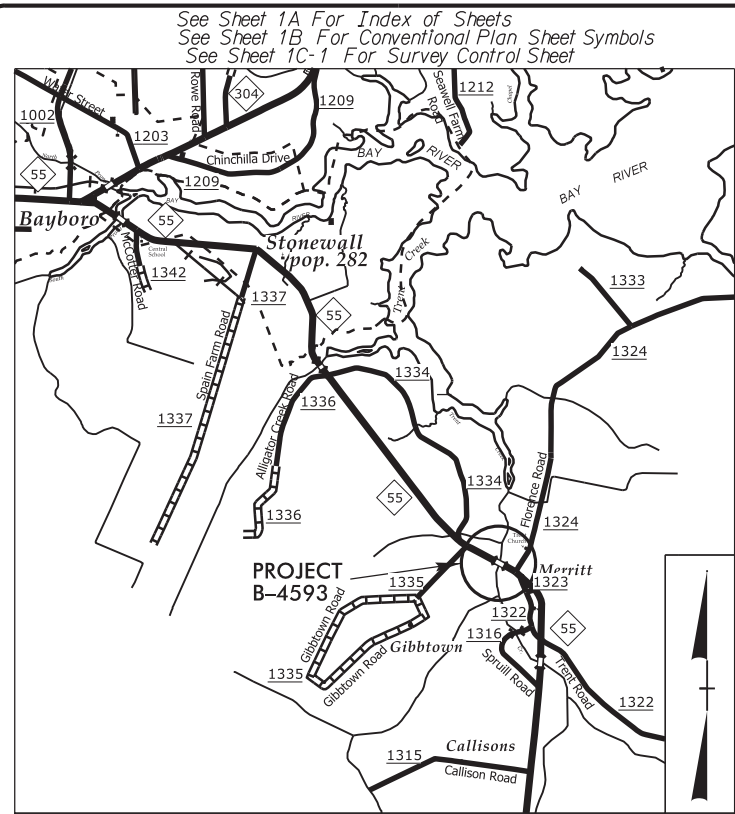 See Sheet 1A For Index of Sheets
See Sheet 1B For Conventional Plan Sheet Symbols
See Sheet 1C-1 For Survey Control Sheet
Water Street
1002
1203
Rowe Road
304
1209
Seawell Farm Road
1212
Chapel
55
Chinchilla Drive
1209
BAY
RIVER
BAY
RIVER
BAY
RIVER
Bayboro
55
McCotter Road
Central School
1342
Stonewall
pop. 282
Trent
Creek
1337
55
1333
1324
Spain Farm Road
1337
Alligator Creek Road
1336
1334
Trent
1334
55
1336
Florence Road
1324
PROJECT
B–4593
1335
Merritt
1323
1322
1316
55
Gibbtown Road
Gibbtown
1335
Gibbtown Road
Spruill Road
Trent Road
1322
Callisons
1315
Callison Road